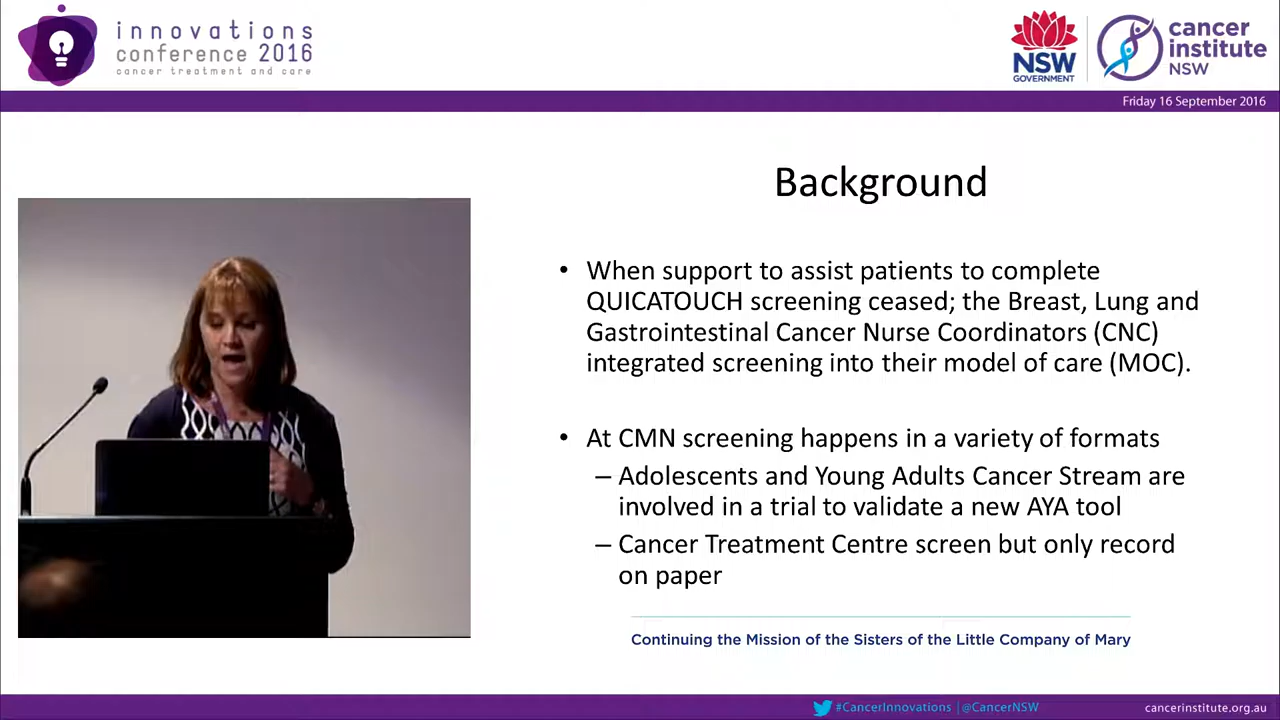 innovations
conference 2016
cancer treatment and care
NSW
GOVERNMENT
cancer
institute
NSW
Friday 16 September 2016
Background
• When support to assist patients to complete
QUICATOUCH screening ceased; the Breast, Lung and
Gastrointestinal Cancer Nurse Coordinators (CNC)
integrated screening into their model of care (MOC).
• At CMN screening happens in a variety of formats
– Adolescents and Young Adults Cancer Stream are
involved in a trial to validate a new AYA tool
– Cancer Treatment Centre screen but only record
on paper
Continuing the Mission of the Sisters of the Little Company of Mary
#CancerInnovations | @CancerNSW
cancerinstitute.org.au